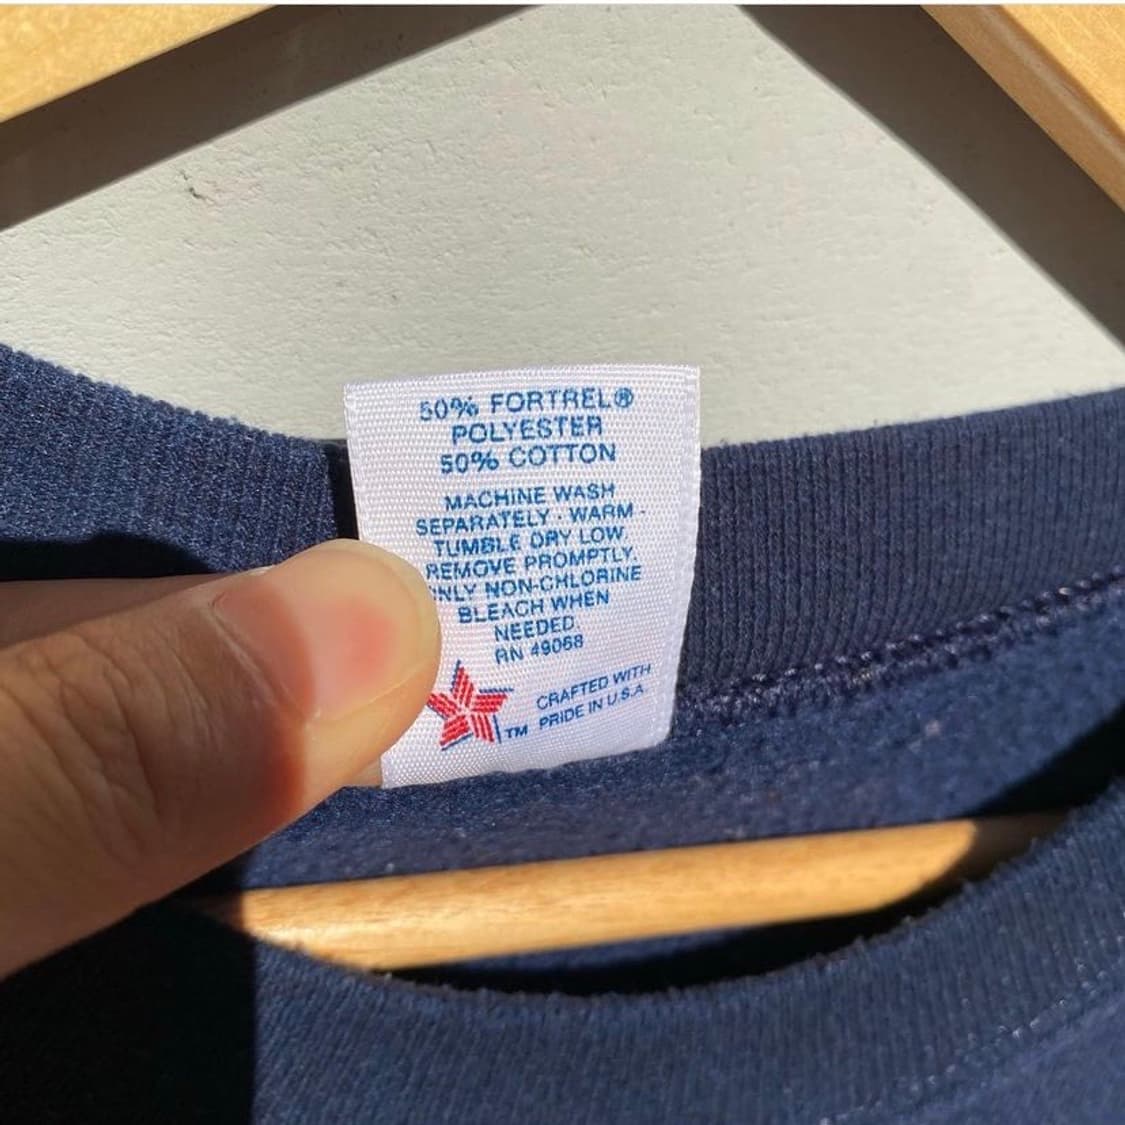 50% FORTREL®
POLYESTER
50% COTTON
MACHINE WASH
SEPARATELY. WARM.
TUMBLE DRY LOW.
REMOVE PROMPTLY.
NLY NON-CHLORINE
BLEACH WHEN
NEEDED.
RN 49068
CRAFTED WITH
TM PRIDE IN U.S.A.